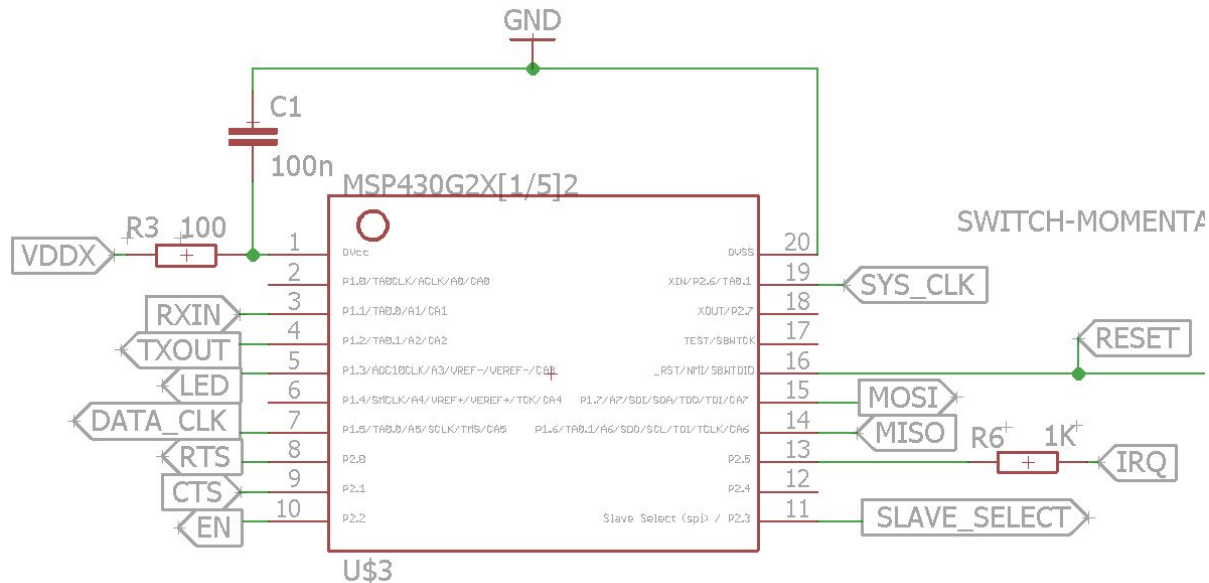 GND
C1
100n
MSP430G2X[1/5]2
R3 100
SWITCH-MOMENTA
VDDX
1 DVcc
DVSS 20
2 P1.0/TA0CLK/ACLK/A0/CA0
XIN/P2.6/TA0.1 19 SYS_CLK
RXIN 3 P1.1/TA0.0/A1/CA1
XOUT/P2.7 18
TXOUT 4 P1.2/TA0.1/A2/CA2
TEST/SBWTCK 17
RESET
LED 5 P1.3/ADC10CLK/A3/VREF-/VEREF-/CA3
_RST/NMI/SBWTDIO 16
6 P1.4/SMCLK/A4/VREF+/VEREF+/TCK/CA4
P1.7/A7/SDI/SDA/TDO/TDI/CA7 15 MOSI
DATA_CLK 7 P1.5/TA0.0/A5/SCLK/TMS/CA5
P1.6/TA0.1/A6/SDO/SCL/TDI/TCLK/CA6 14 MISO
R6 1K
RTS 8 P2.0
P2.5 13 IRQ
CTS 9 P2.1
P2.4 12
EN 10 P2.2
Slave Select (spi) / P2.3 11 SLAVE_SELECT
U$3